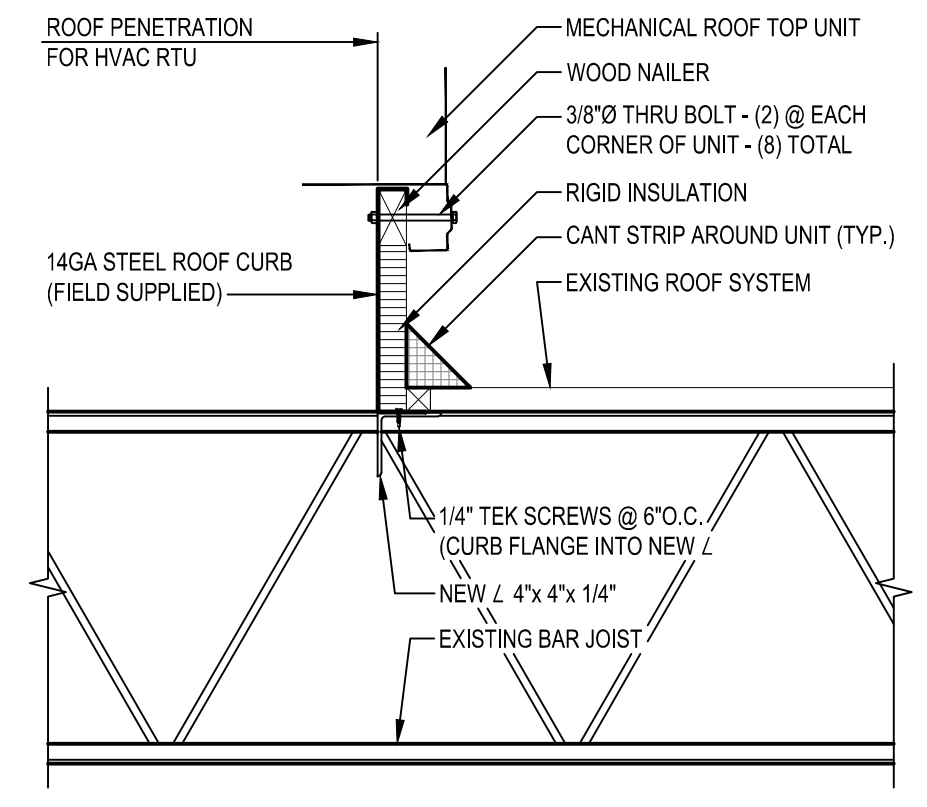 ROOF PENETRATION
FOR HVAC RTU
MECHANICAL ROOF TOP UNIT
WOOD NAILER
3/8"Ø THRU BOLT - (2) @ EACH
CORNER OF UNIT - (8) TOTAL
RIGID INSULATION
CANT STRIP AROUND UNIT (TYP.)
14GA STEEL ROOF CURB
(FIELD SUPPLIED)
EXISTING ROOF SYSTEM
1/4" TEK SCREWS @ 6"O.C.
(CURB FLANGE INTO NEW ∠
NEW ∠ 4"x 4"x 1/4"
EXISTING BAR JOIST